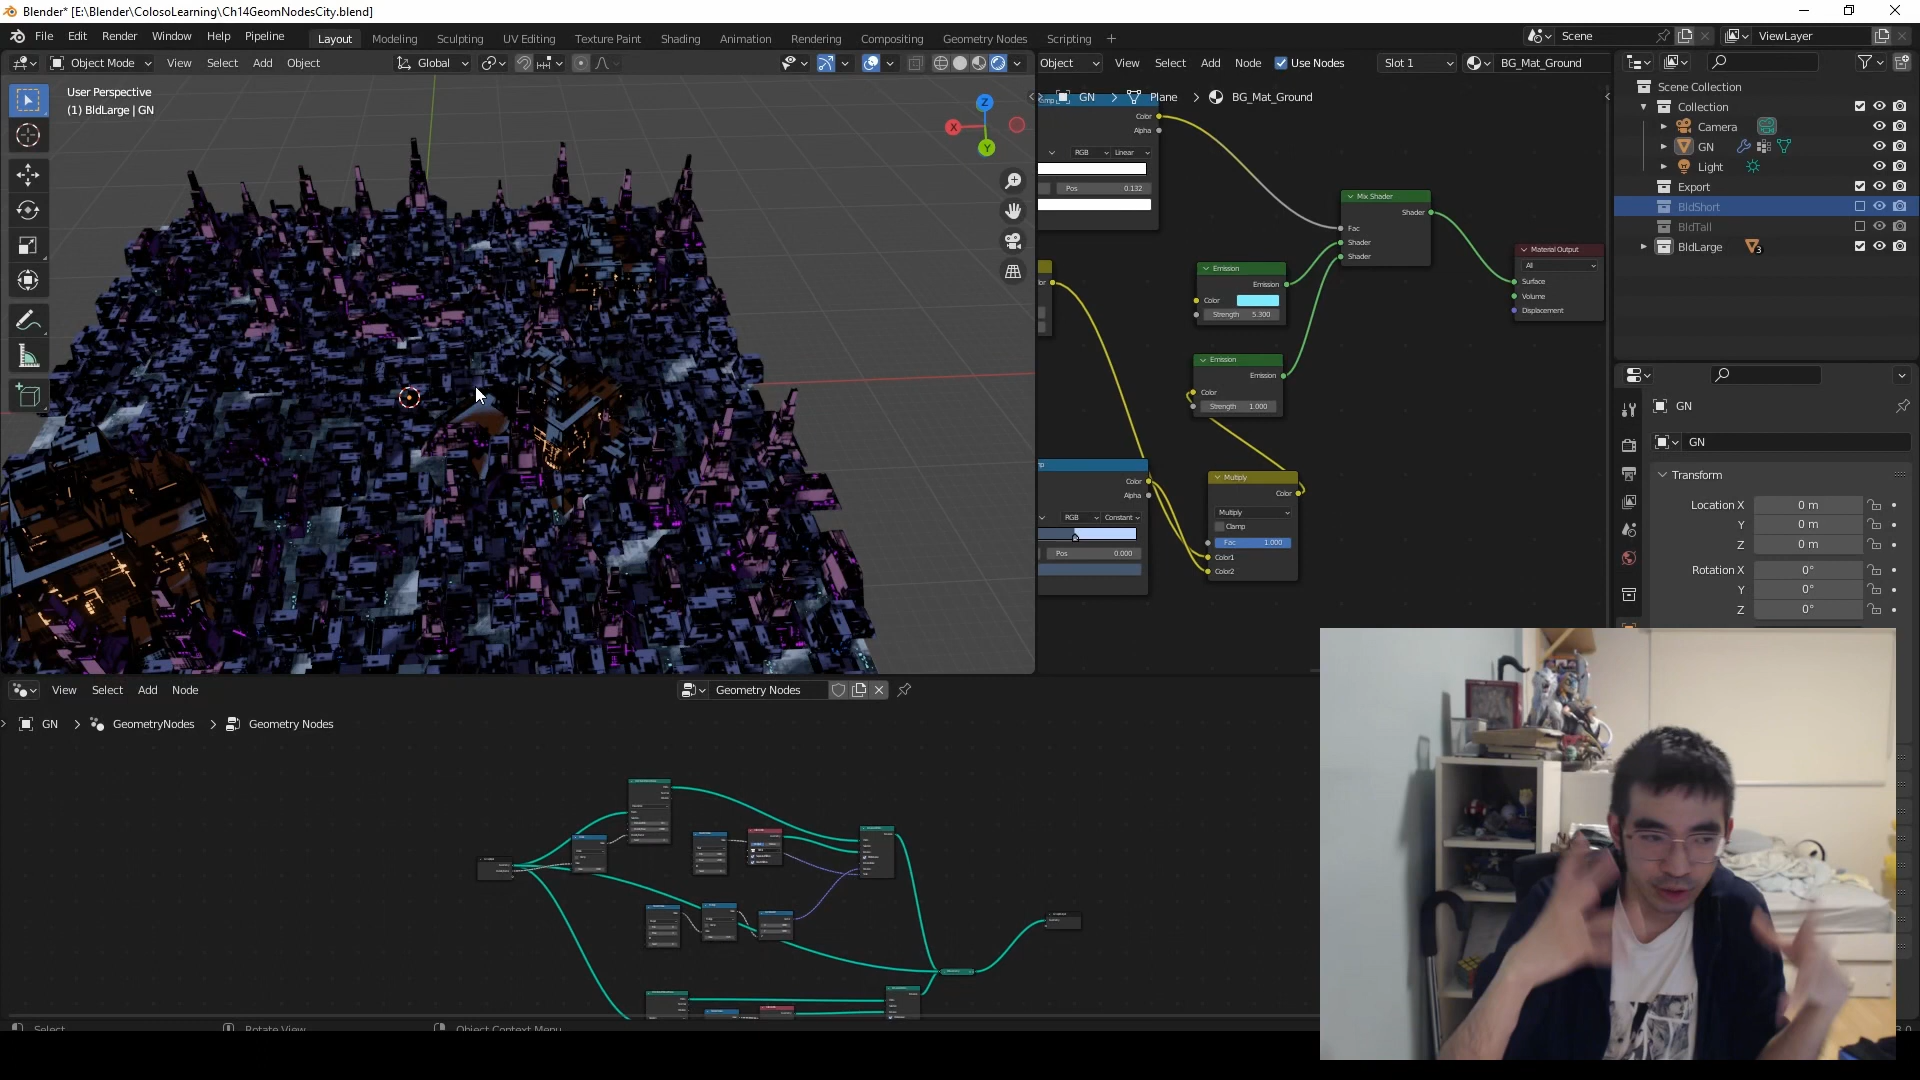 Blender* [E:\Blender\ColosoLearning\Ch14GeomNodesCity.blend]
File Edit Render Window Help Pipeline Layout Modeling Sculpting UV Editing Texture Paint Shading Animation Rendering Compositing Geometry Nodes Scripting + Scene ViewLayer
Object Mode View Select Add Object Global Object View Select Add Node Use Nodes Slot 1 BG_Mat_Ground
User Perspective
(1) BldLarge | GN
Z
X
Y
GN > Plane > BG_Mat_Ground
Color
Alpha
RGB Linear
Pos 0.132
Mix Shader
Shader
Fac
Shader
Shader
Emission
Emission
Color
Strength 5.300
Emission
Emission
Color
Strength 1.000
Material Output
All
Surface
Volume
Displacement
Color
Alpha
RGB Constant
Pos 0.000
Multiply
Color
Multiply
Clamp
Fac 1.000
Color1
Color2
Scene Collection
Collection
Camera
GN
Light
Export
BldShort
BldTall
BldLarge 3
GN
GN
Transform
Location X 0 m
Y 0 m
Z 0 m
Rotation X 0°
Y 0°
Z 0°
View Select Add Node Geometry Nodes
GN > GeometryNodes > Geometry Nodes
Select Rotate View Object Context Menu